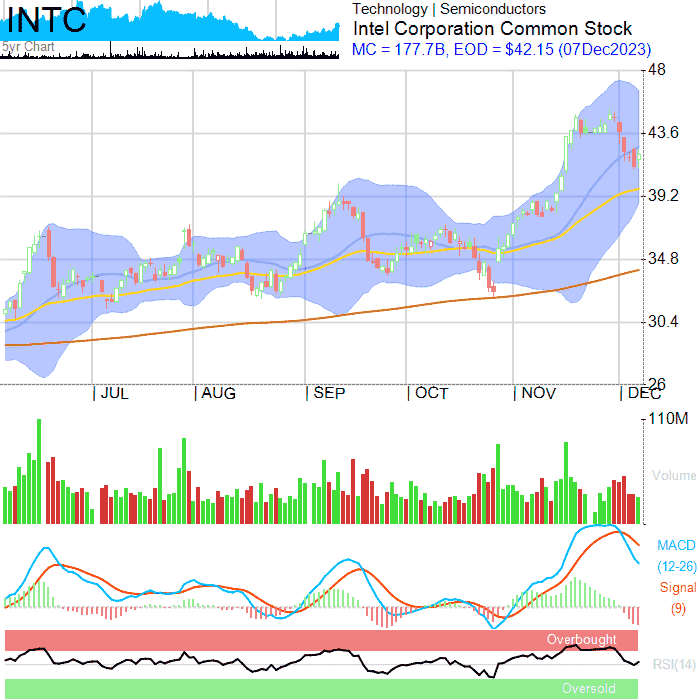 INTC
5yr Chart
Technology | Semiconductors
Intel Corporation Common Stock
MC = 177.7B, EOD = $42.15 (07Dec2023)
48
43.6
39.2
34.8
30.4
26
| JUL | AUG | SEP | OCT | NOV | DEC
110M
Volume
MACD
(12-26)
Signal
(9)
Overbought
RSI(14)
Oversold